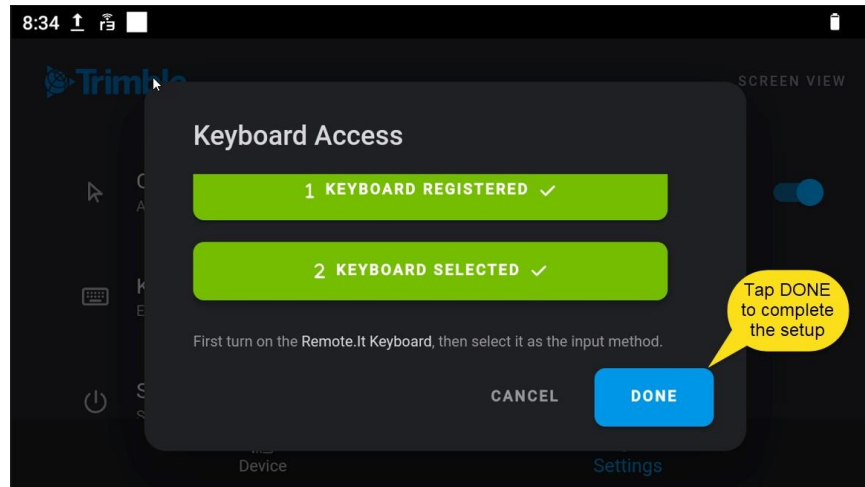 8:34
Trimble
SCREEN VIEW
Keyboard Access
1 KEYBOARD REGISTERED
2 KEYBOARD SELECTED
First turn on the Remote.It Keyboard, then select it as the input method.
CANCEL
DONE
Tap DONE
to complete
the setup
Device
Settings